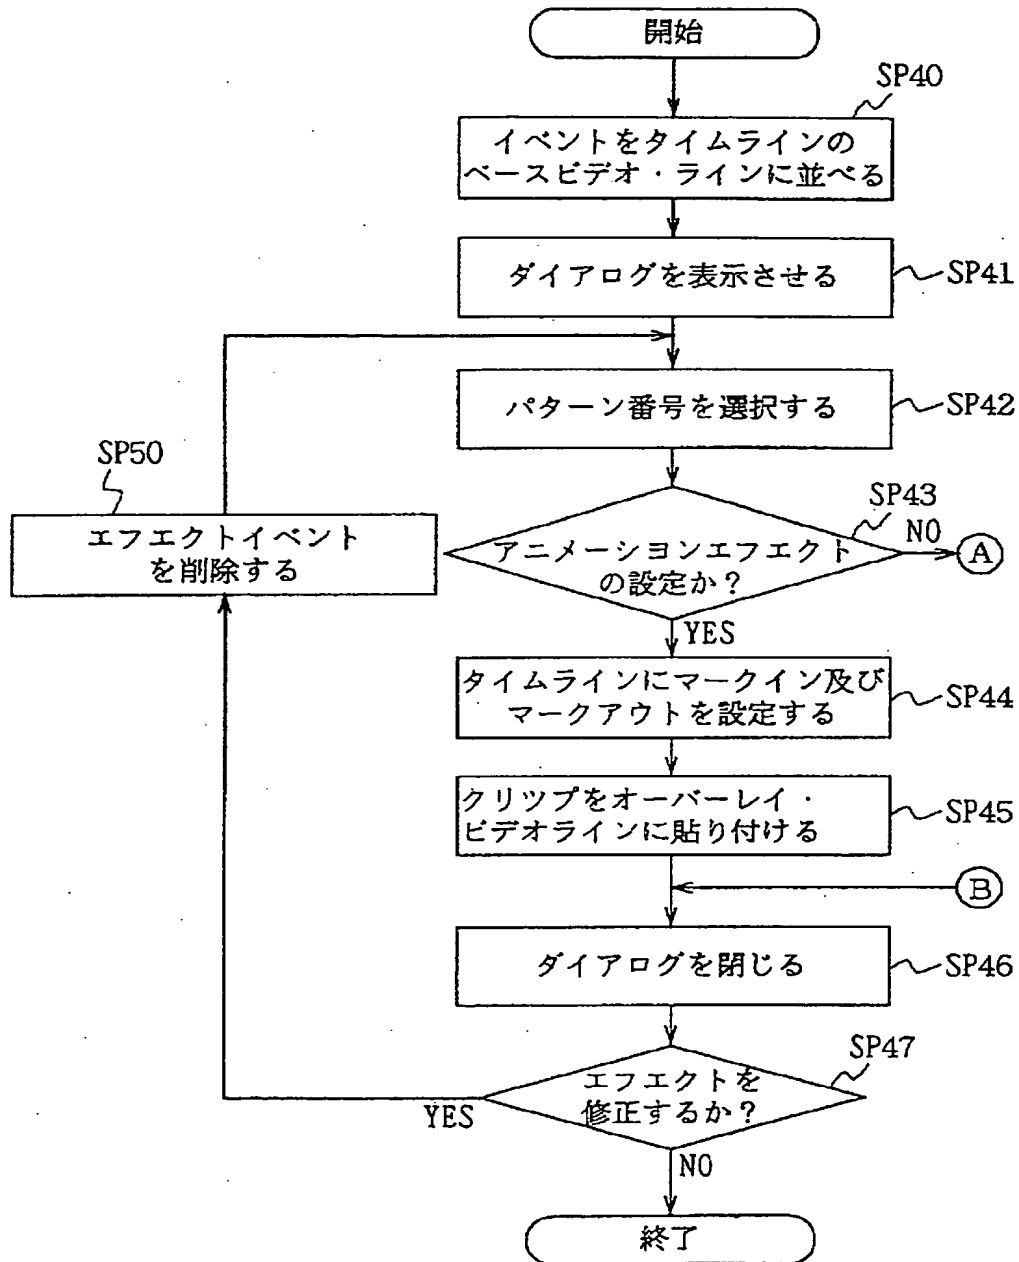 開始
SP40
イベントをタイムラインの
ベースビデオ・ラインに並べる
ダイアログを表示させる
SP41
パターン番号を選択する
SP42
SP50
エフエクトイベント
を削除する
SP43
アニメーシヨンエフエクト
の設定か?
NO
A
YES
タイムラインにマークイン及び
マークアウトを設定する
SP44
クリツプをオーバーレイ・
ビデオラインに貼り付ける
SP45
B
ダイアログを閉じる
SP46
SP47
エフエクトを
修正するか?
YES
NO
終了